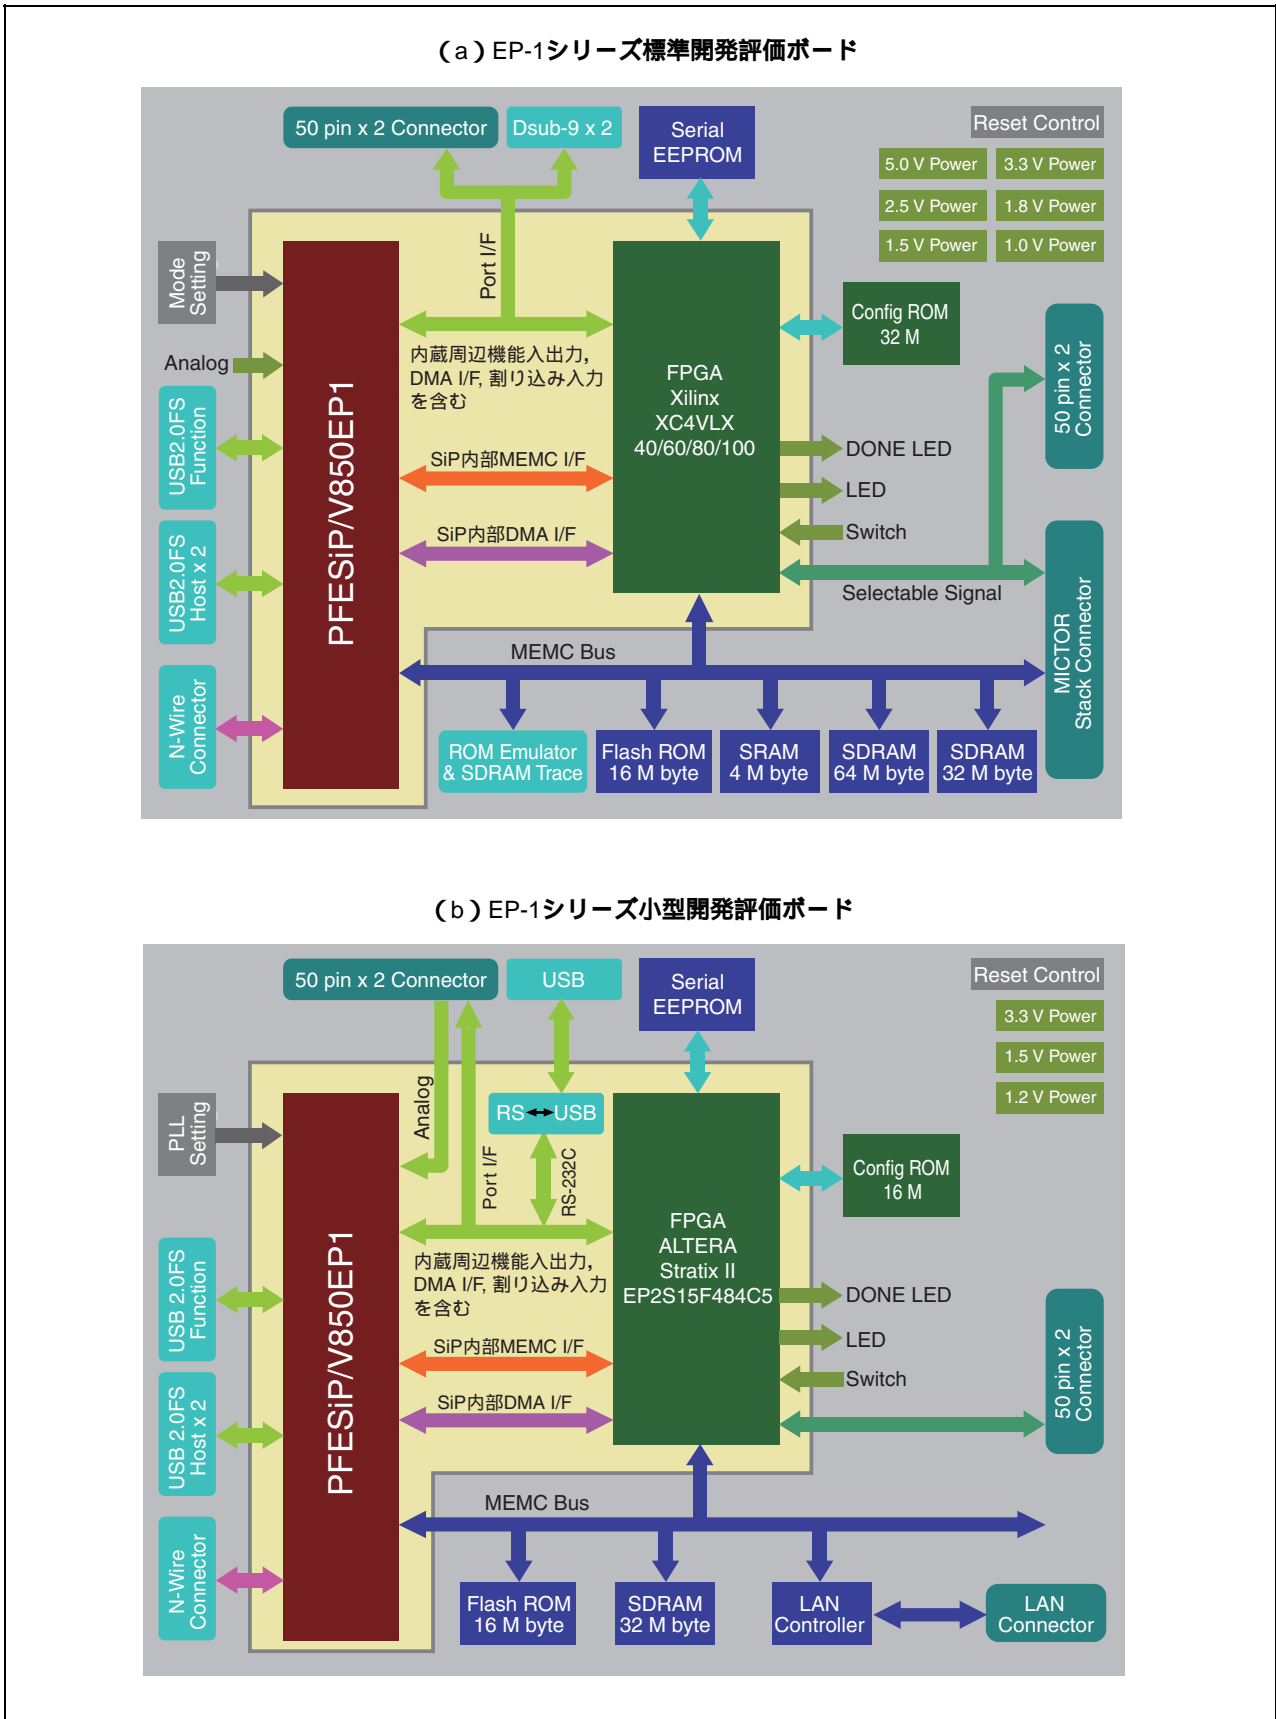 （a）EP-1シリーズ標準開発評価ボード
50 pin x 2 Connector
Dsub-9 x 2
Serial
EEPROM
Reset Control
5.0 V Power
3.3 V Power
2.5 V Power
1.8 V Power
1.5 V Power
1.0 V Power
Mode
Setting
Port I/F
Config ROM
32 M
Analog
内蔵周辺機能入出力,
DMA I/F, 割り込み入力
を含む
PFESiP/V850EP1
FPGA
Xilinx
XC4VLX
40/60/80/100
50 pin x 2
Connector
USB2.0FS
Function
DONE LED
SiP内部MEMC I/F
LED
USB2.0FS
Host x 2
SiP内部DMA I/F
Switch
Selectable Signal
MICTOR
Stack Connector
MEMC Bus
N-Wire
Connector
ROM Emulator
& SDRAM Trace
Flash ROM
16 M byte
SRAM
4 M byte
SDRAM
64 M byte
SDRAM
32 M byte
（b）EP-1シリーズ小型開発評価ボード
50 pin x 2 Connector
USB
Serial
EEPROM
Reset Control
3.3 V Power
1.5 V Power
1.2 V Power
PLL
Setting
Analog
RS USB
Port I/F
RS-232C
Config ROM
16 M
PFESiP/V850EP1
FPGA
ALTERA
Stratix II
EP2S15F484C5
内蔵周辺機能入出力,
DMA I/F, 割り込み入力
を含む
USB 2.0FS
Function
DONE LED
SiP内部MEMC I/F
LED
50 pin x 2
Connector
SiP内部DMA I/F
Switch
USB 2.0FS
Host x 2
MEMC Bus
N-Wire
Connector
Flash ROM
16 M byte
SDRAM
32 M byte
LAN
Controller
LAN
Connector